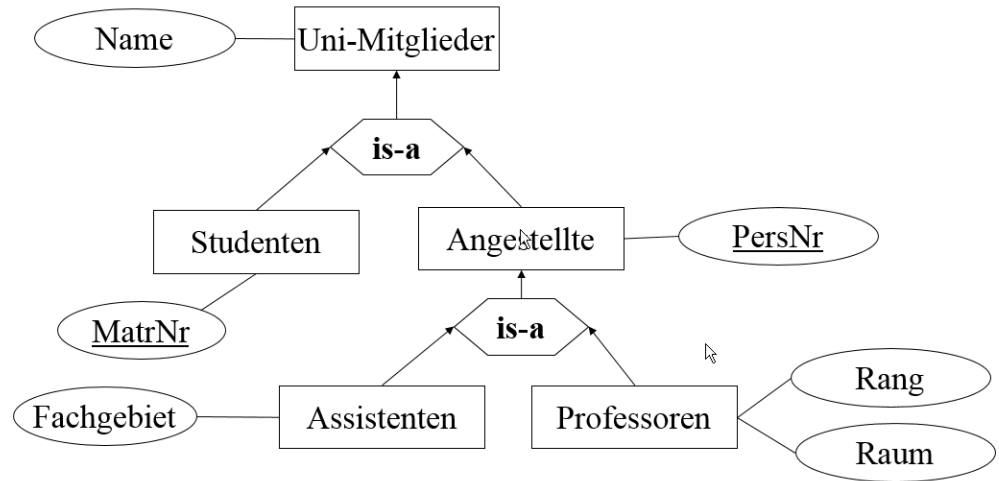 Name
Uni-Mitglieder
is-a
Studenten
Angestellte
PersNr
MatrNr
is-a
Fachgebiet
Assistenten
Professoren
Rang
Raum